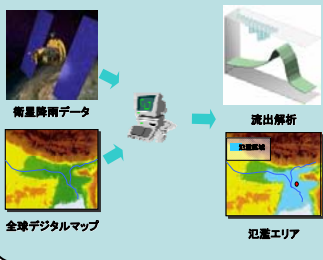 衛星降雨データ
流出解析
氾濫区域
全球デジタルマップ
氾濫エリア